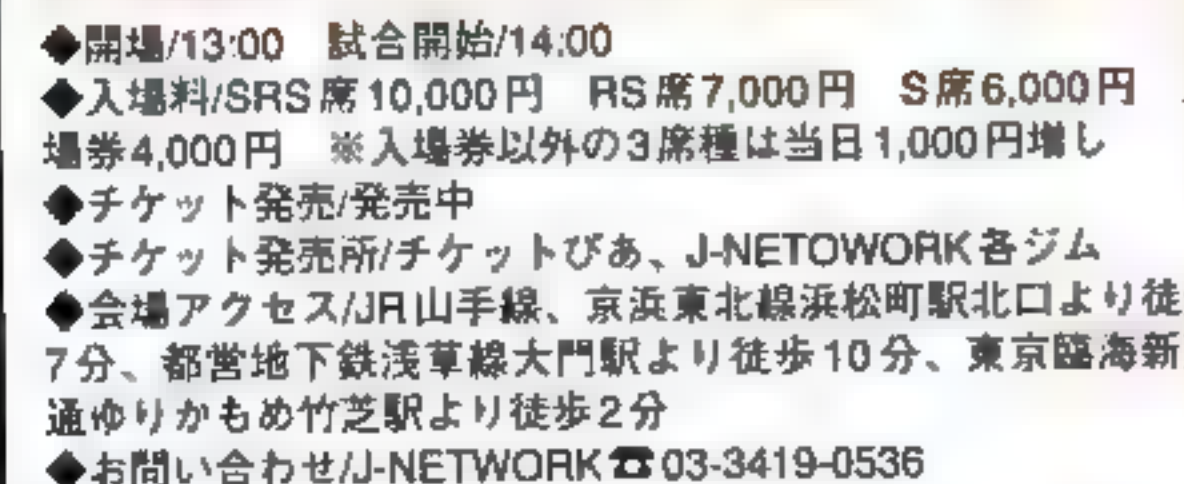 ◆開場/13:00　試合開始/14:00
◆入場料/SRS席10,000円　RS席7,000円　S席6,000円
場券4,000円　※入場券以外の3席種は当日1,000円増し
◆チケット発売/発売中
◆チケット発売所/チケットぴあ、J-NETOWORK各ジム
◆会場アクセス/JR山手線、京浜東北線浜松町駅北口より徒
7分、都営地下鉄浅草線大門駅より徒歩10分、東京臨海新
通ゆりかもめ竹芝駅より徒歩2分
◆お問い合わせ/J-NETWORK☎03-3419-0536